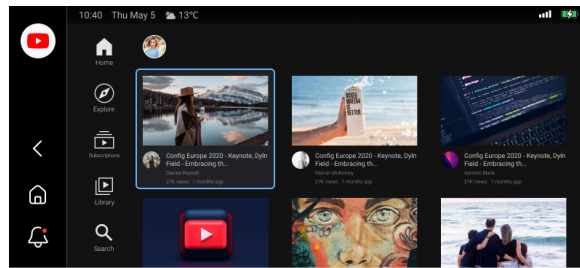 10:40 Thu May 5 13°C
Home
Explore
Subscriptions
Library
Search
Config Europe 2020 - Keynote, Dyln
Field - Embracing th...
Dianne Russell
27K views · 1 months ago
Config Europe 2020 - Keynote, Dyln
Field - Embracing th...
Marvin McKinney
27K views · 1 months ago
Config Europe 2020 - Keynote, Dyln
Field - Embracing th...
Annette Black
27K views · 1 months ago